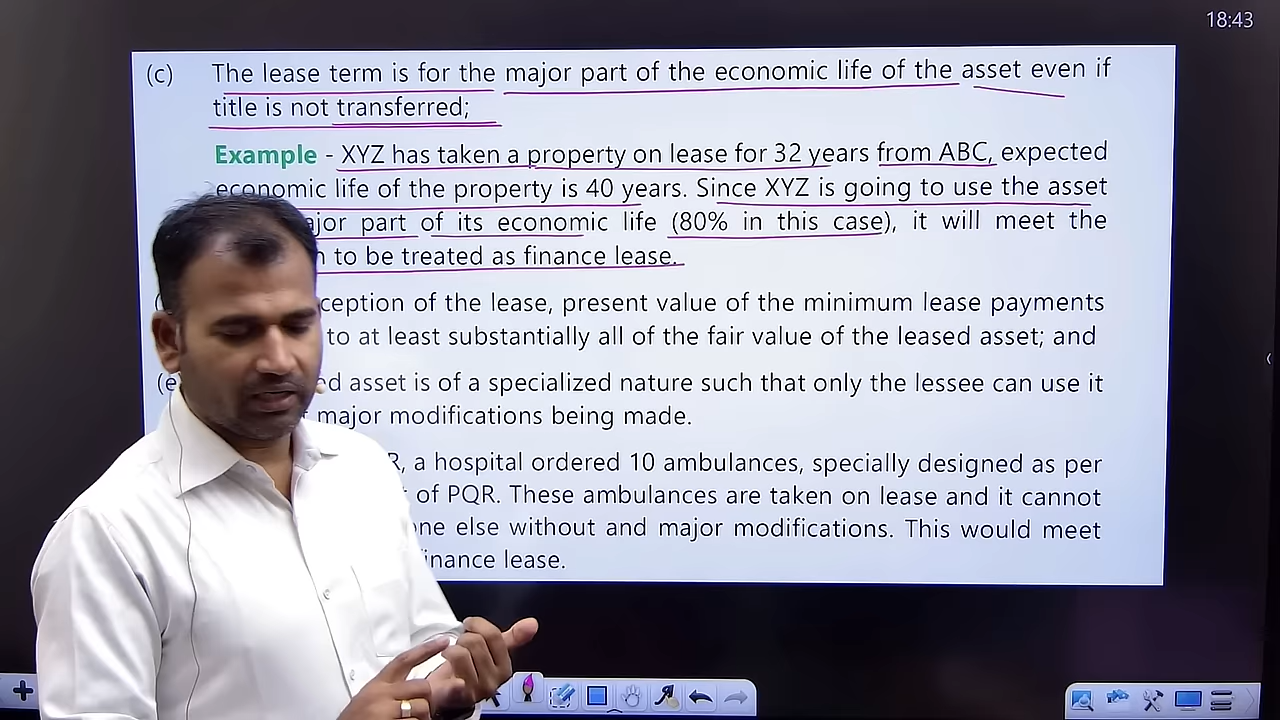 18:43
(c) The lease term is for the major part of the economic life of the asset even if
title is not transferred;
Example - XYZ has taken a property on lease for 32 years from ABC, expected
economic life of the property is 40 years. Since XYZ is going to use the asset
part of its economic life (80% in this case), it will meet the
to be treated as finance lease.
of the lease, present value of the minimum lease payments
to at least substantially all of the fair value of the leased asset; and
asset is of a specialized nature such that only the lessee can use it
major modifications being made.
a hospital ordered 10 ambulances, specially designed as per
of PQR. These ambulances are taken on lease and it cannot
else without and major modifications. This would meet
lease.